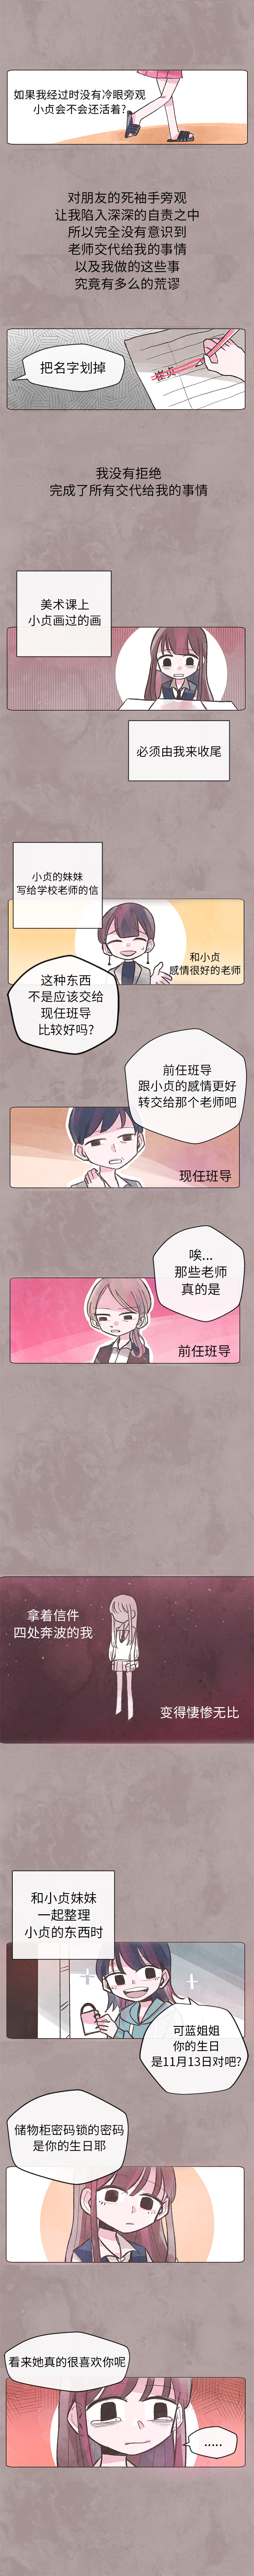 如果我经过时没有冷眼旁观
小贞会不会还活着?
对朋友的死袖手旁观
让我陷入深深的自责之中
所以完全没有意识到
老师交代给我的事情
以及我做的这些事
究竟有多么的荒谬
把名字划掉
崔贞
我没有拒绝
完成了所有交代给我的事情
美术课上
小贞画过的画
必须由我来收尾
小贞的妹妹
写给学校老师的信
和小贞
感情很好的老师
这种东西
不是应该交给
现任班导
比较好吗?
前任班导
跟小贞的感情更好
转交给那个老师吧
现任班导
唉...
那些老师
真的是
前任班导
拿着信件
四处奔波的我
变得悽惨无比
和小贞妹妹
一起整理
小贞的东西时
可蓝姐姐
你的生日
是11月13日对吧?
储物柜密码锁的密码
是你的生日耶
看来她真的很喜欢你呢
.....